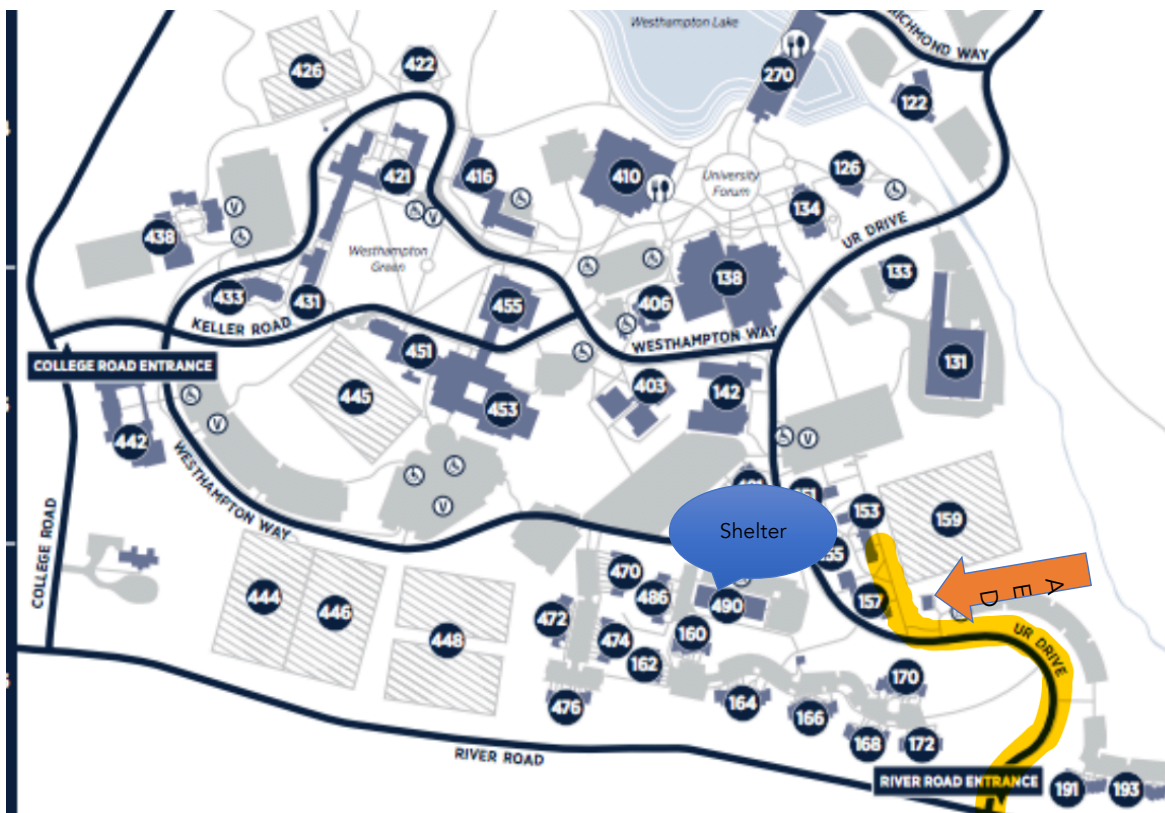 Westhampton Lake
RICHMOND WAY
426
422
270
122
421
416
410
University
Forum
126
134
UR DRIVE
V
V
438
Westhampton
Green
138
133
433
431
455
406
KELLER ROAD
WESTHAMPTON WAY
COLLEGE ROAD ENTRANCE
451
131
445
403
142
453
442
V
V
V
WESTHAMPTON WAY
COLLEGE ROAD
153
159
Shelter
AED
470
486
490
157
444
446
448
472
474
160
162
UR DRIVE
476
164
166
170
168
172
RIVER ROAD
RIVER ROAD ENTRANCE
191
193